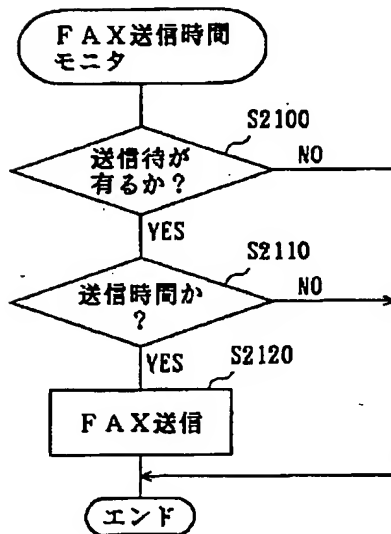 ＦＡＸ送信時間
モニタ
S2100
送信待が
有るか？
NO
YES
S2110
送信時間か
？
NO
YES
S2120
ＦＡＸ送信
エンド